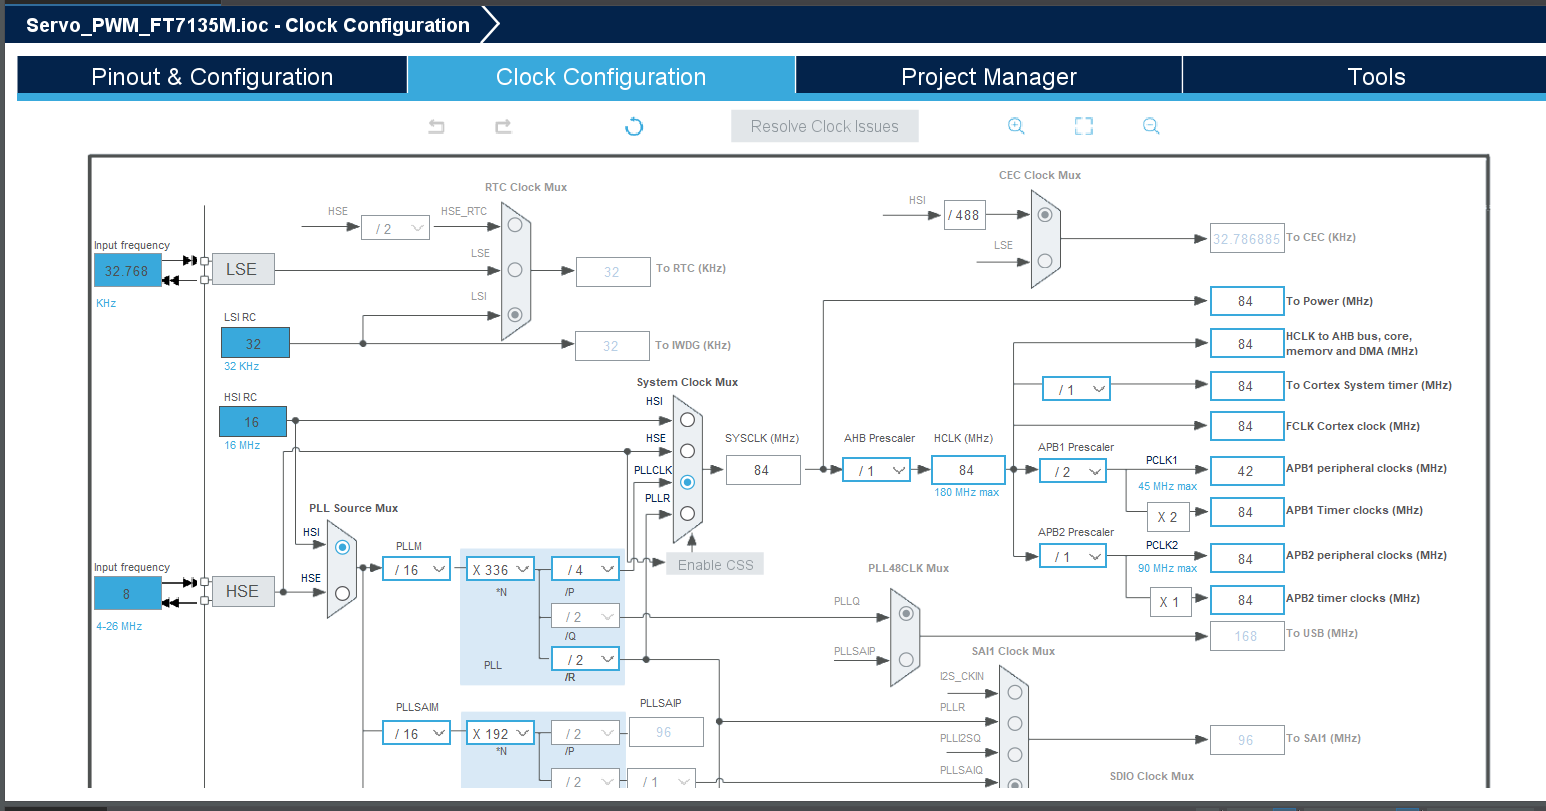 Servo_PWM_FT7135M.ioc - Clock Configuration
Pinout & Configuration
Clock Configuration
Project Manager
Tools
Resolve Clock Issues
RTC Clock Mux
CEC Clock Mux
HSE
/ 2
HSE_RTC
HSI
/ 488
Input frequency
32.768
KHz
LSE
LSE
LSI
32
To RTC (KHz)
LSE
32.786885
To CEC (KHz)
LSI RC
32
32 KHz
32
To IWDG (KHz)
84
To Power (MHz)
84
HCLK to AHB bus, core,
memory and DMA (MHz)
/ 1
84
To Cortex System timer (MHz)
84
FCLK Cortex clock (MHz)
HSI RC
16
16 MHz
System Clock Mux
HSI
HSE
PLLCLK
PLLR
SYSCLK (MHz)
84
AHB Prescaler
/ 1
HCLK (MHz)
84
180 MHz max
APB1 Prescaler
/ 2
PCLK1
45 MHz max
42
APB1 peripheral clocks (MHz)
X 2
84
APB1 Timer clocks (MHz)
APB2 Prescaler
/ 1
PCLK2
90 MHz max
84
APB2 peripheral clocks (MHz)
X 1
84
APB2 timer clocks (MHz)
Enable CSS
PLL Source Mux
HSI
HSE
Input frequency
8
4-26 MHz
HSE
PLLM
/ 16
X 336
*N
/ 4
/P
/ 2
/Q
/ 2
/R
PLL
PLL48CLK Mux
PLLQ
PLLSAIP
168
To USB (MHz)
SAI1 Clock Mux
I2S_CKIN
PLLR
PLLI2SQ
PLLSAIQ
96
To SAI1 (MHz)
PLLSAIM
/ 16
X 192
*N
/ 2
/P
PLLSAIP
96
/ 2
/ 1
SDIO Clock Mux